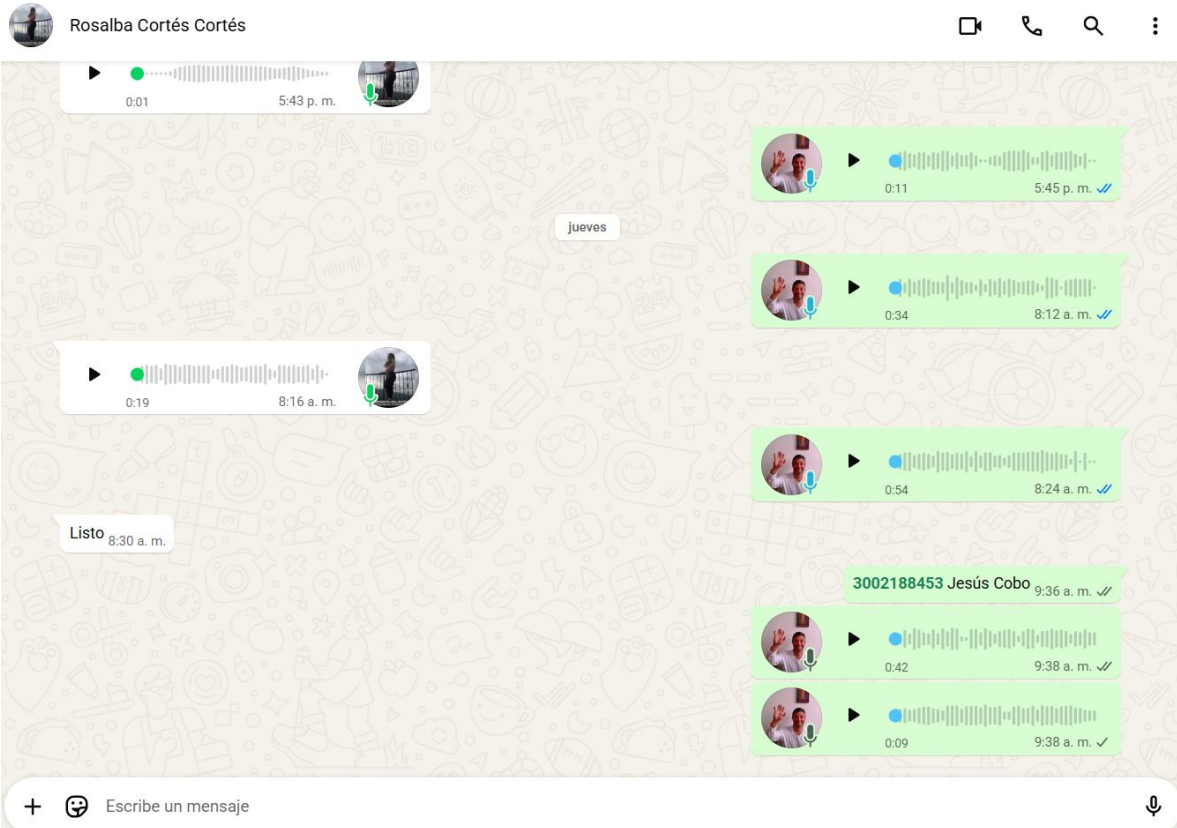 Rosalba Cortés Cortés
0:01 5:43 p. m.
0:11 5:45 p. m.
jueves
0:34 8:12 a. m.
0:19 8:16 a. m.
0:54 8:24 a. m.
Listo 8:30 a. m.
3002188453 Jesús Cobo 9:36 a. m.
0:42 9:38 a. m.
0:09 9:38 a. m.
Escribe un mensaje